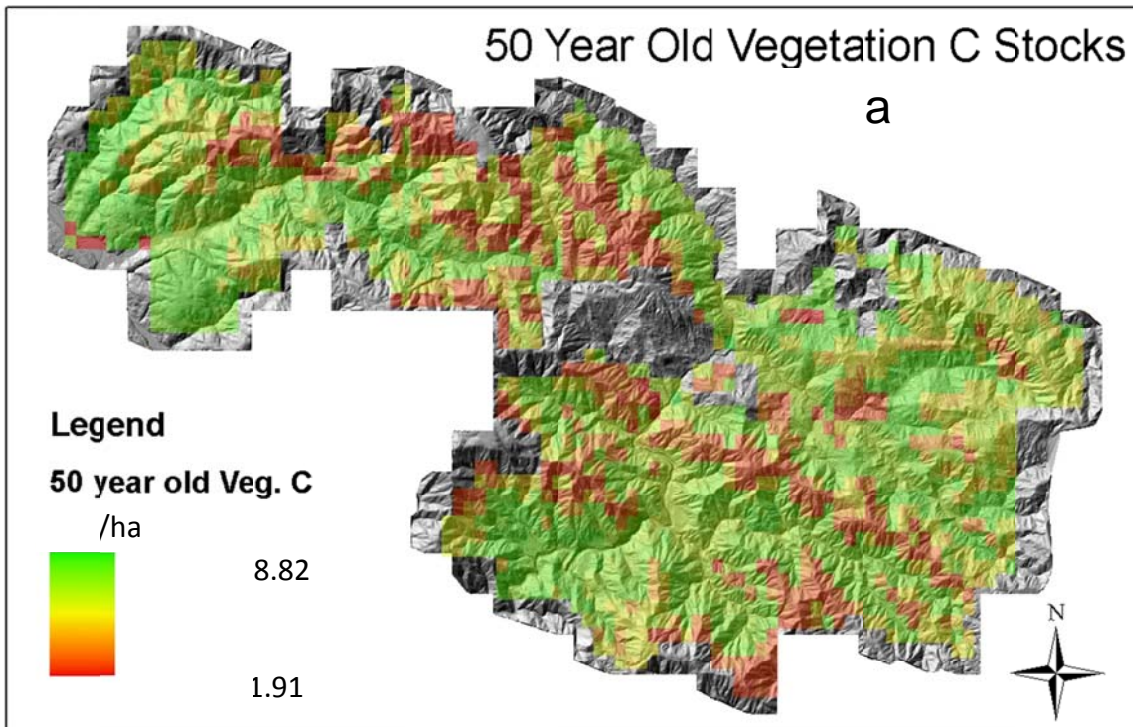 50 Year Old Vegetation C Stocks
a
Legend
50 year old Veg. C
/ha
8.82
1.91
N